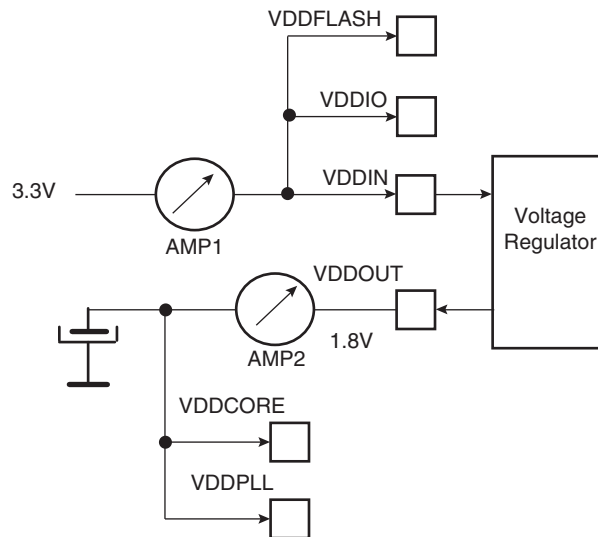 VDDFLASH
VDDIO
VDDIN
3.3V
AMP1
Voltage
Regulator
VDDOUT
1.8V
AMP2
VDDCORE
VDDPLL